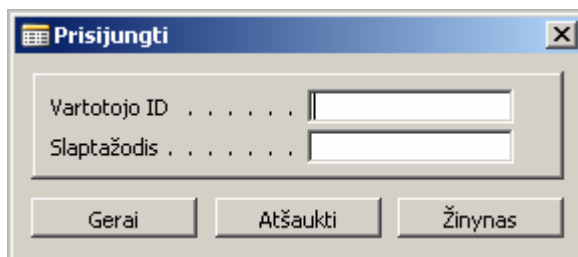 Prisijungti
Vartotojo ID . . . . . .
Slaptažodis . . . . . . .
Gerai Atšaukti Žinynas